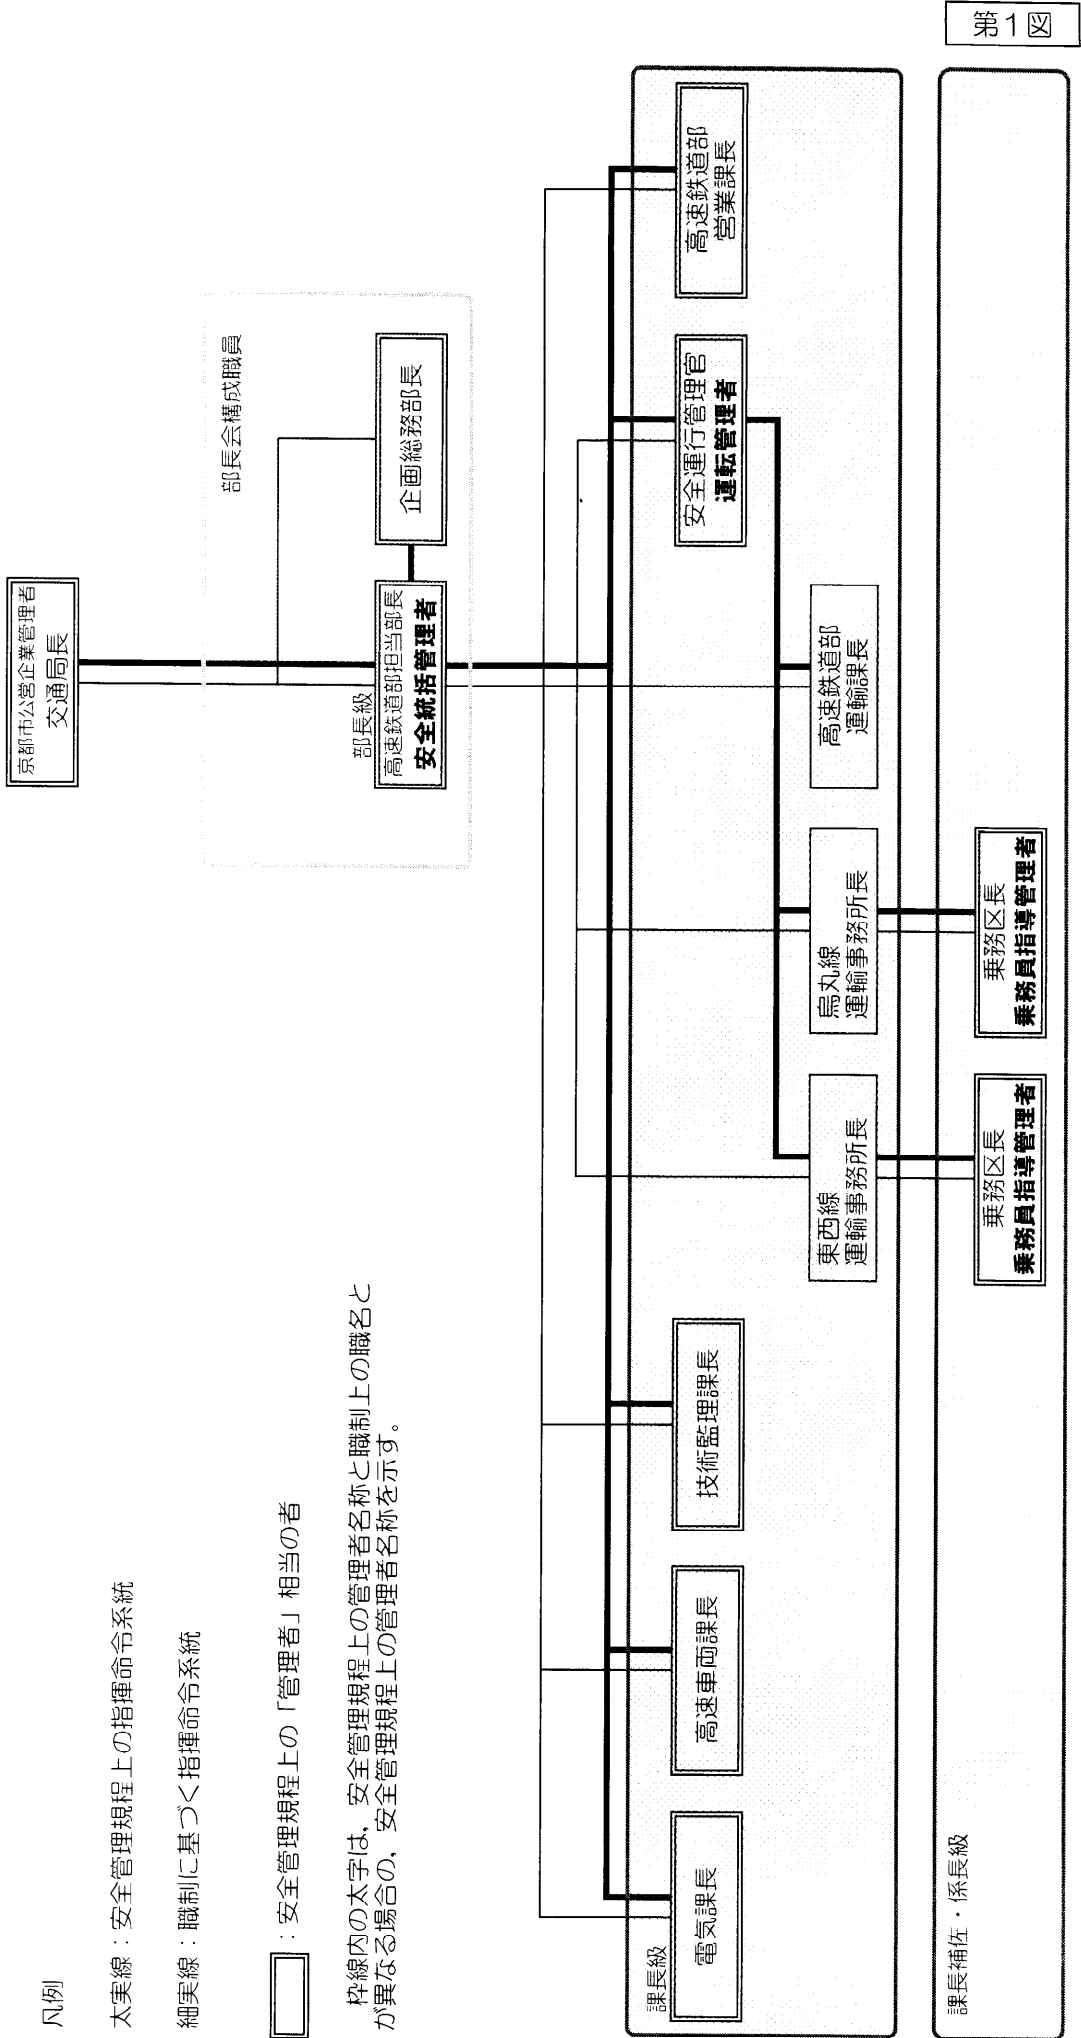 第1図
凡例
太実線：安全管理規程上の指揮命令系統
細実線：職制に基づく指揮命令系統
：安全管理規程上の「管理者」相当の者
枠線内の太字は，安全管理規程上の管理者名称と職制上の職名と
が異なる場合の，安全管理規程上の管理者名称を示す。
京都市公営企業管理者
交通局長
部長会構成職員
部長級
高速鉄道部担当部長
安全統括管理者
企画総務部長
課長級
電気課長
高速車両課長
技術監理課長
安全運行管理官
運転管理者
高速鉄道部
営業課長
東西線
運輸事務所長
烏丸線
運輸事務所長
高速鉄道部
運輸課長
課長補佐・係長級
乗務区長
乗務員指導管理者
乗務区長
乗務員指導管理者